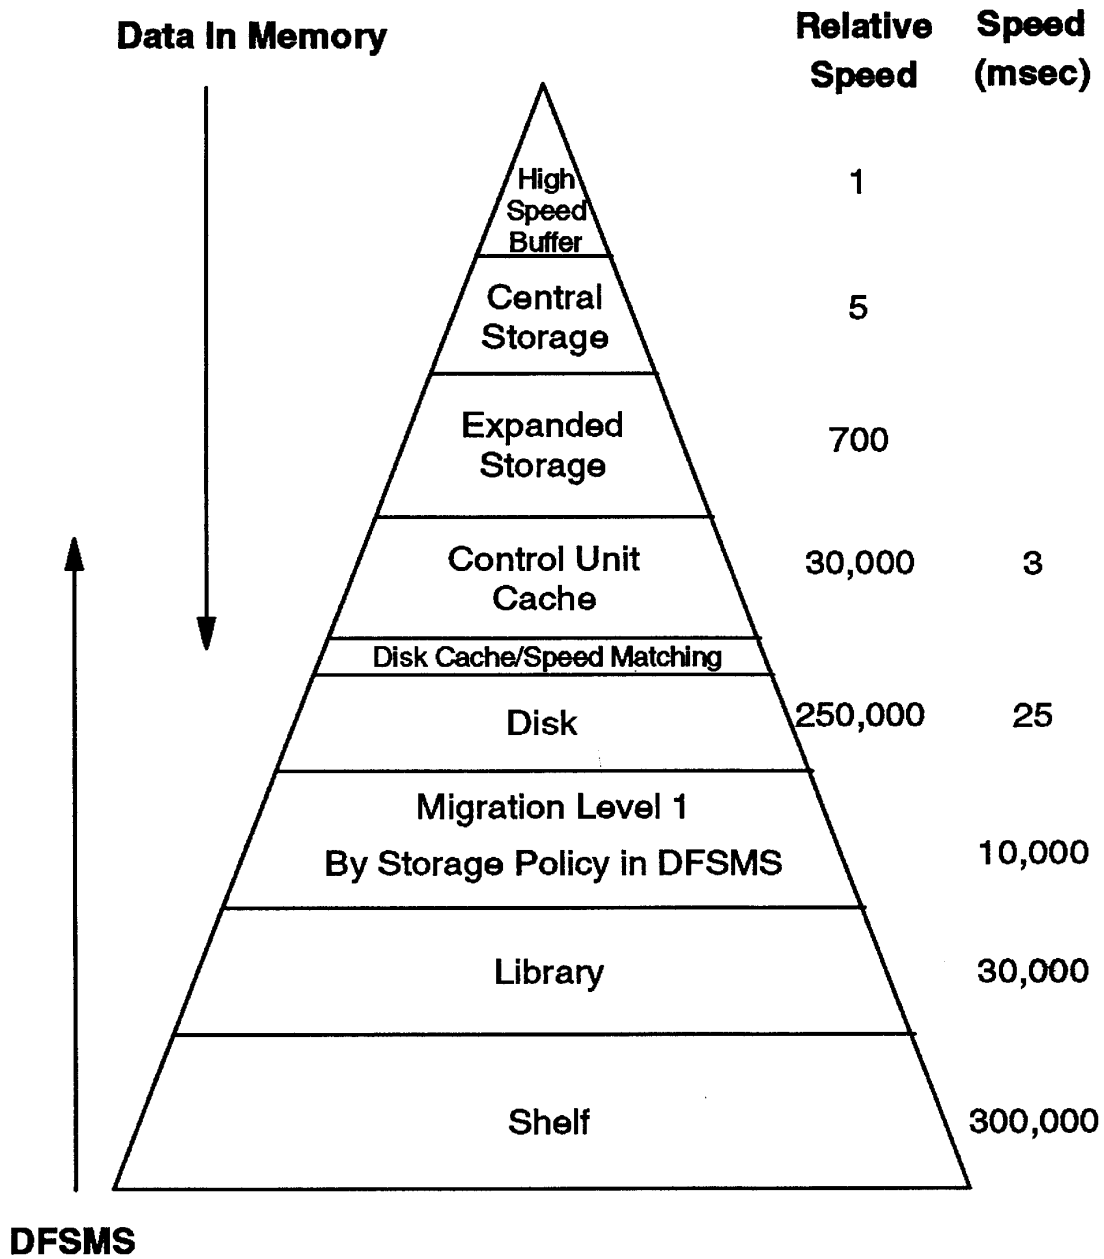 Data In Memory
Relative Speed
Speed (msec)
High
Speed
Buffer
1
Central
Storage
5
Expanded
Storage
700
Control Unit
Cache
30,000
3
Disk Cache/Speed Matching
Disk
250,000
25
Migration Level 1
By Storage Policy in DFSMS
10,000
Library
30,000
Shelf
300,000
DFSMS